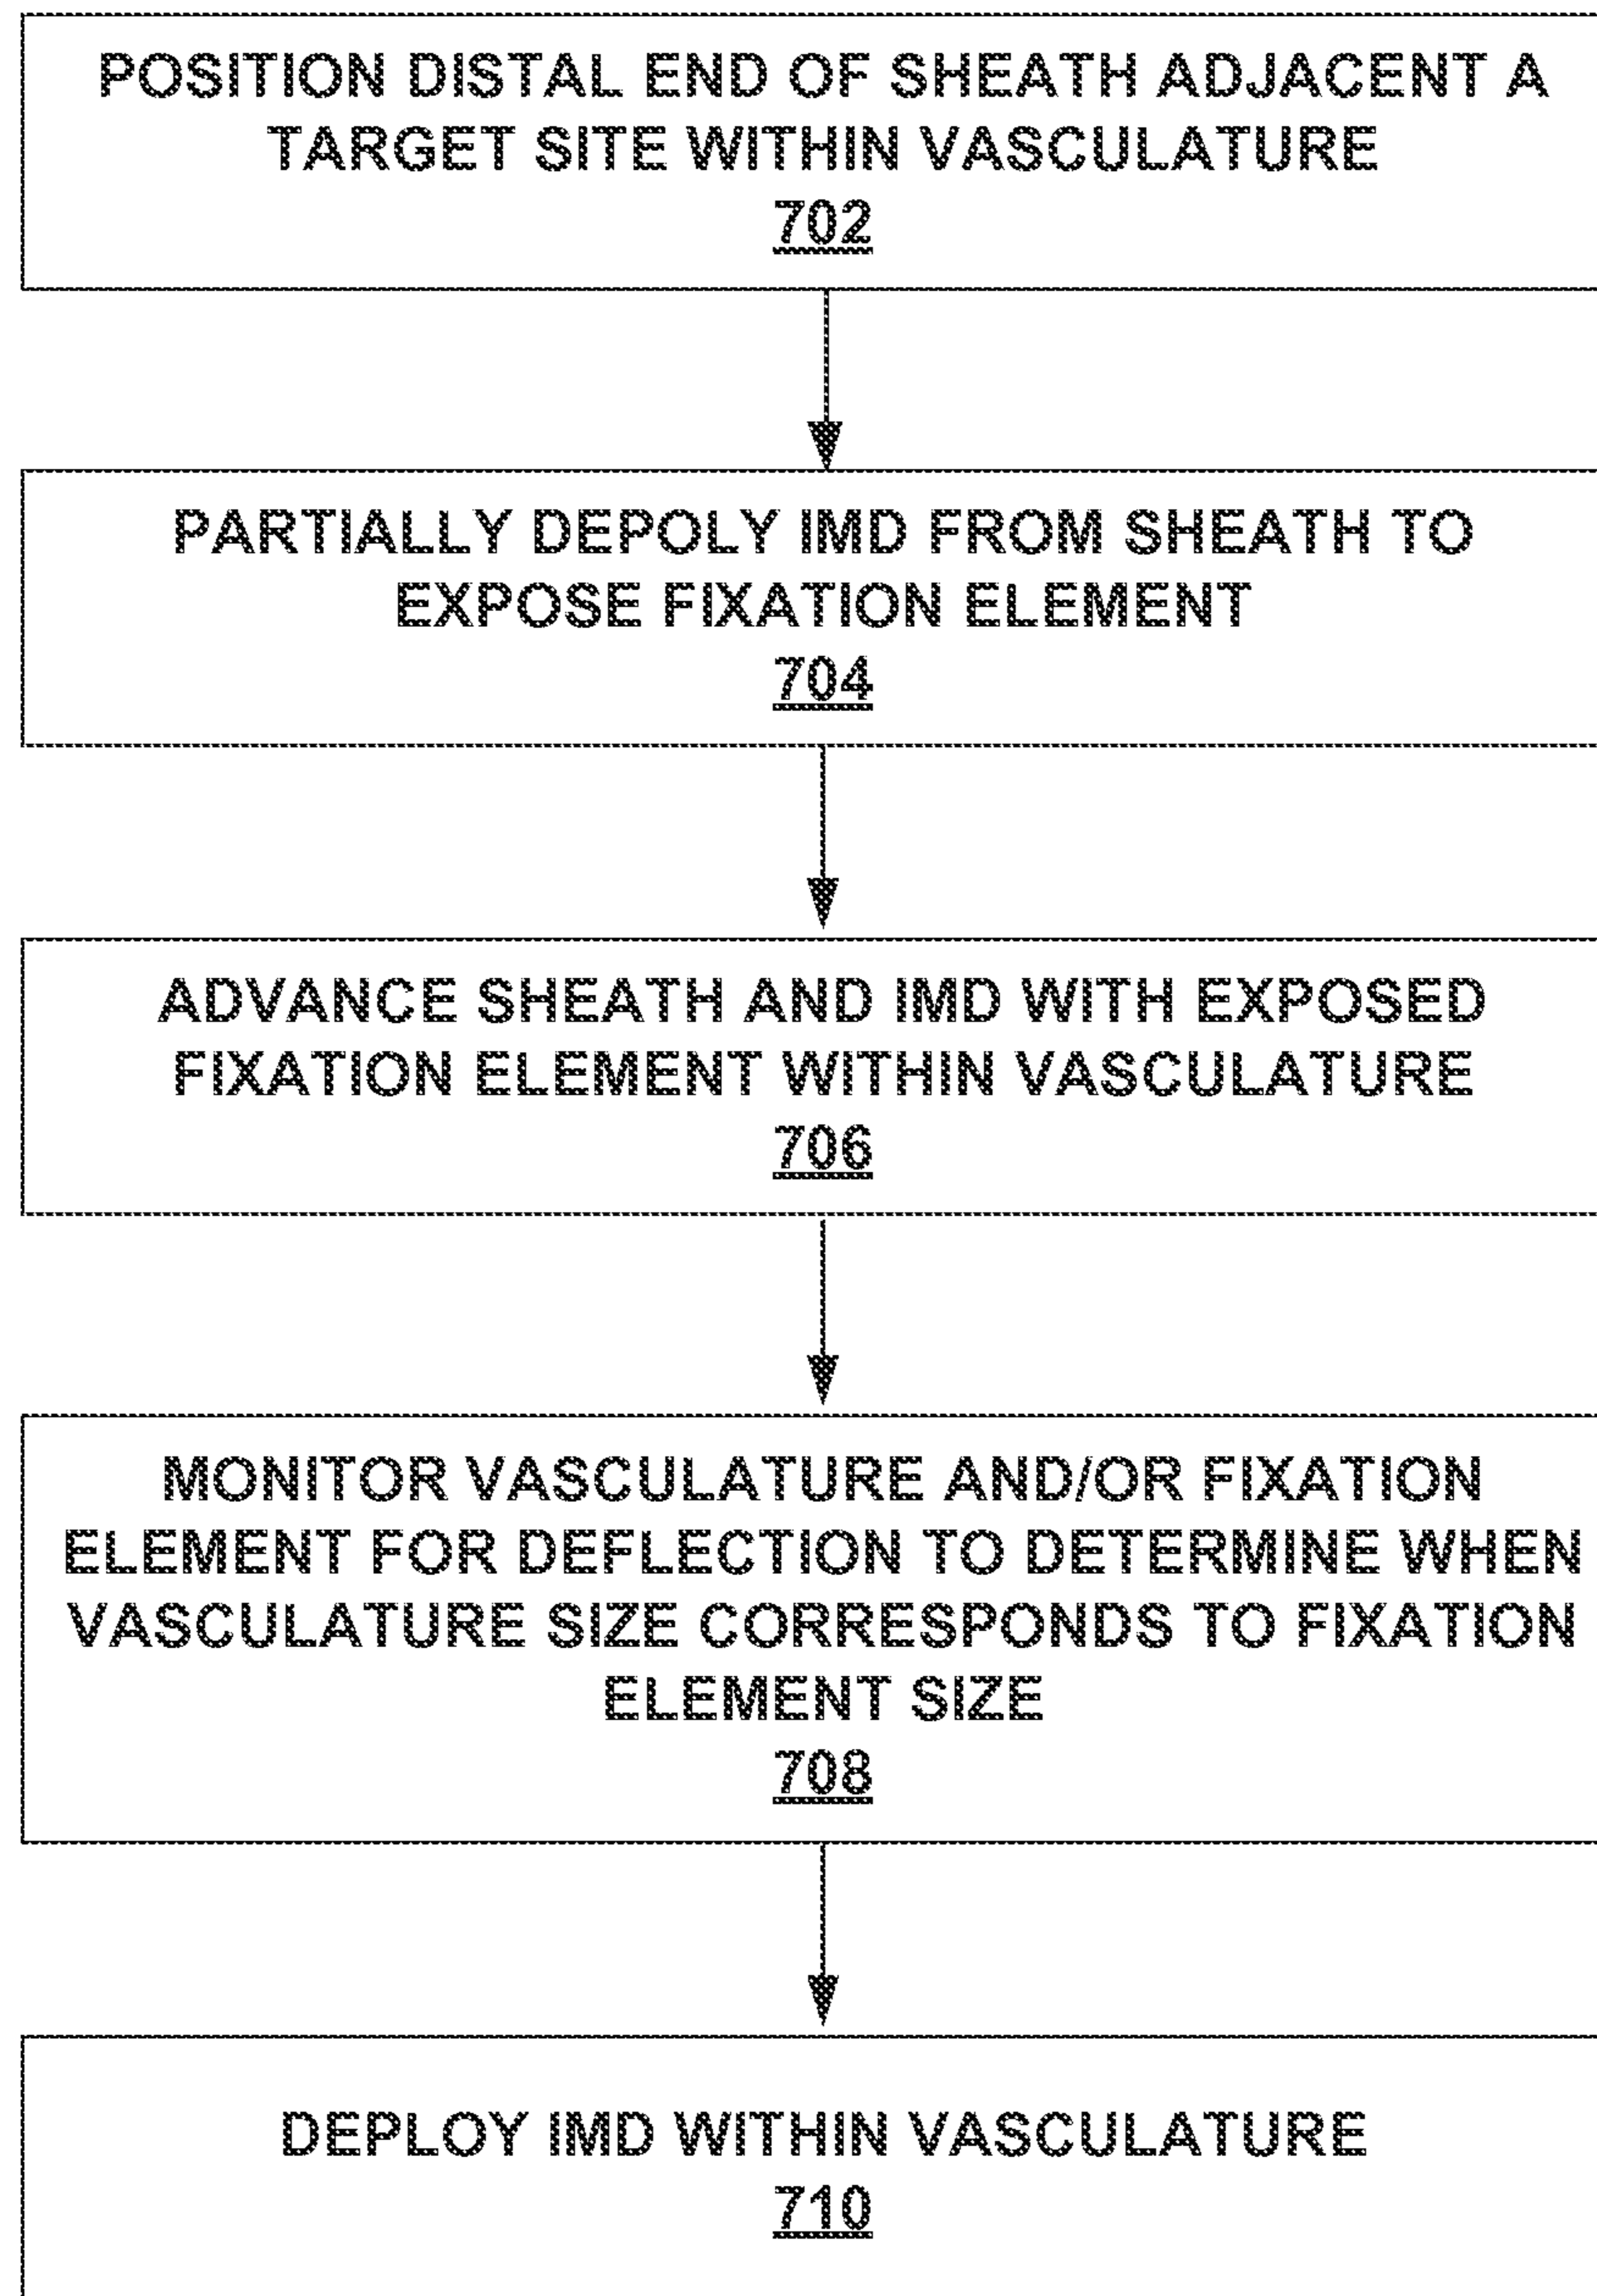 POSITION DISTAL END OF SHEATH ADJACENT A
TARGET SITE WITHIN VASCULATURE
702
PARTIALLY DEPOLY IMD FROM SHEATH TO
EXPOSE FIXATION ELEMENT
704
ADVANCE SHEATH AND IMD WITH EXPOSED
FIXATION ELEMENT WITHIN VASCULATURE
706
MONITOR VASCULATURE AND/OR FIXATION
ELEMENT FOR DEFLECTION TO DETERMINE WHEN
VASCULATURE SIZE CORRESPONDS TO FIXATION
ELEMENT SIZE
708
DEPLOY IMD WITHIN VASCULATURE
710